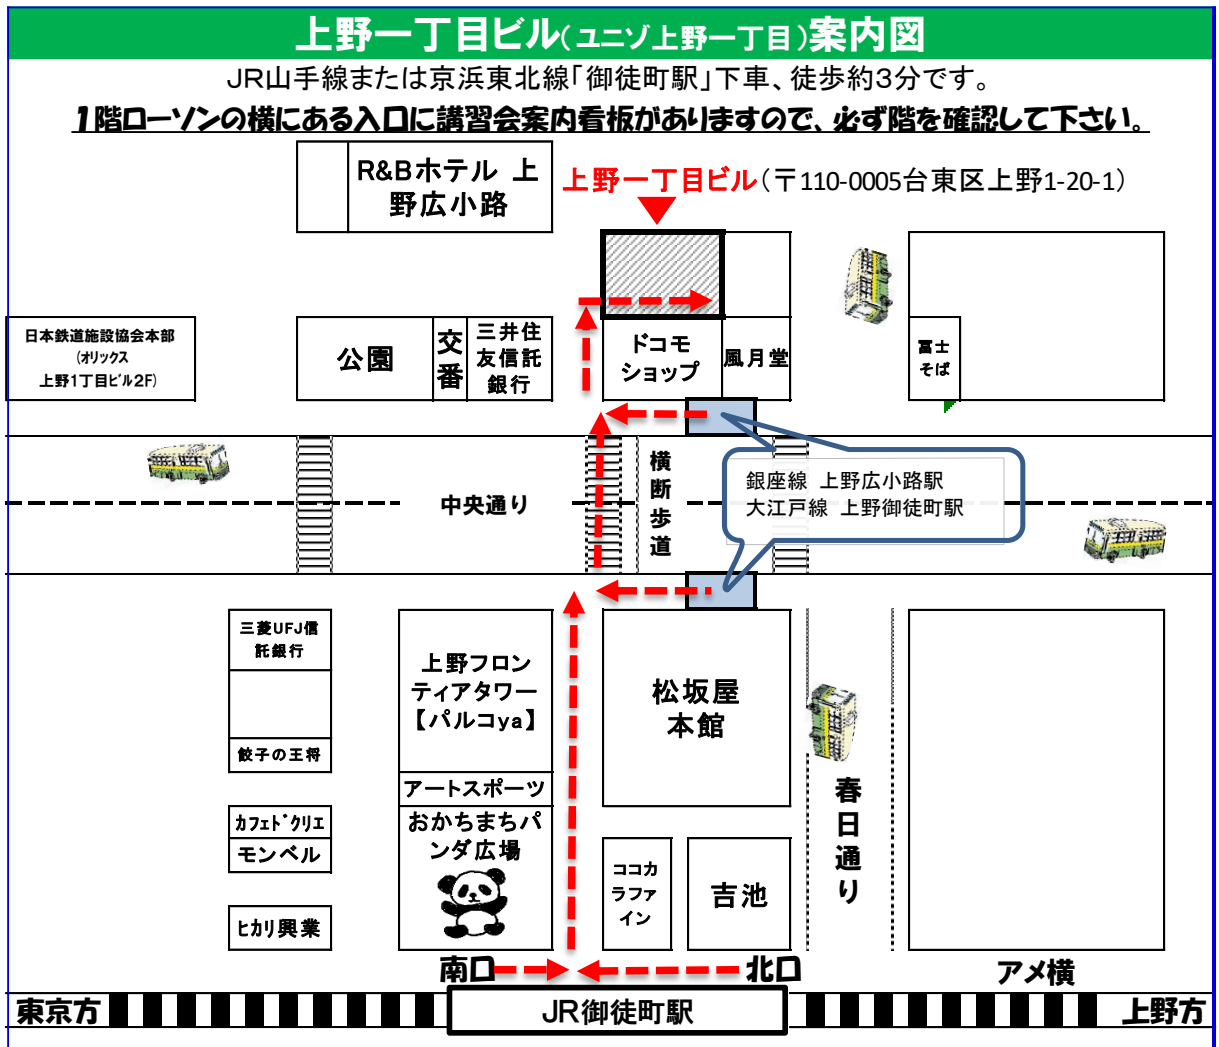 上野一丁目ビル(ユニゾ上野一丁目)案内図
JR山手線または京浜東北線「御徒町駅」下車、徒歩約3分です。
1階ローソンの横にある入口に講習会案内看板がありますので、必ず階を確認して下さい。
R&Bホテル 上
野広小路
上野一丁目ビル(〒110-0005台東区上野1-20-1)
日本鉄道施設協会本部
(オリックス
上野1丁目ビル2F)
公園
交
番
三井住
友信託
銀行
ドコモ
ショップ
風月堂
冨士
そば
中央通り
横
断
歩
道
銀座線 上野広小路駅
大江戸線 上野御徒町駅
三菱UFJ信
託銀行
餃子の王将
カフェドクリエ
モンベル
ヒカリ興業
上野フロン
ティアタワー
【パルコya】
アートスポーツ
おかちまちパ
ンダ広場
松坂屋
本館
ココカ
ラファ
イン
吉池
春
日
通
り
南口
北口
アメ横
東京方
JR御徒町駅
上野方